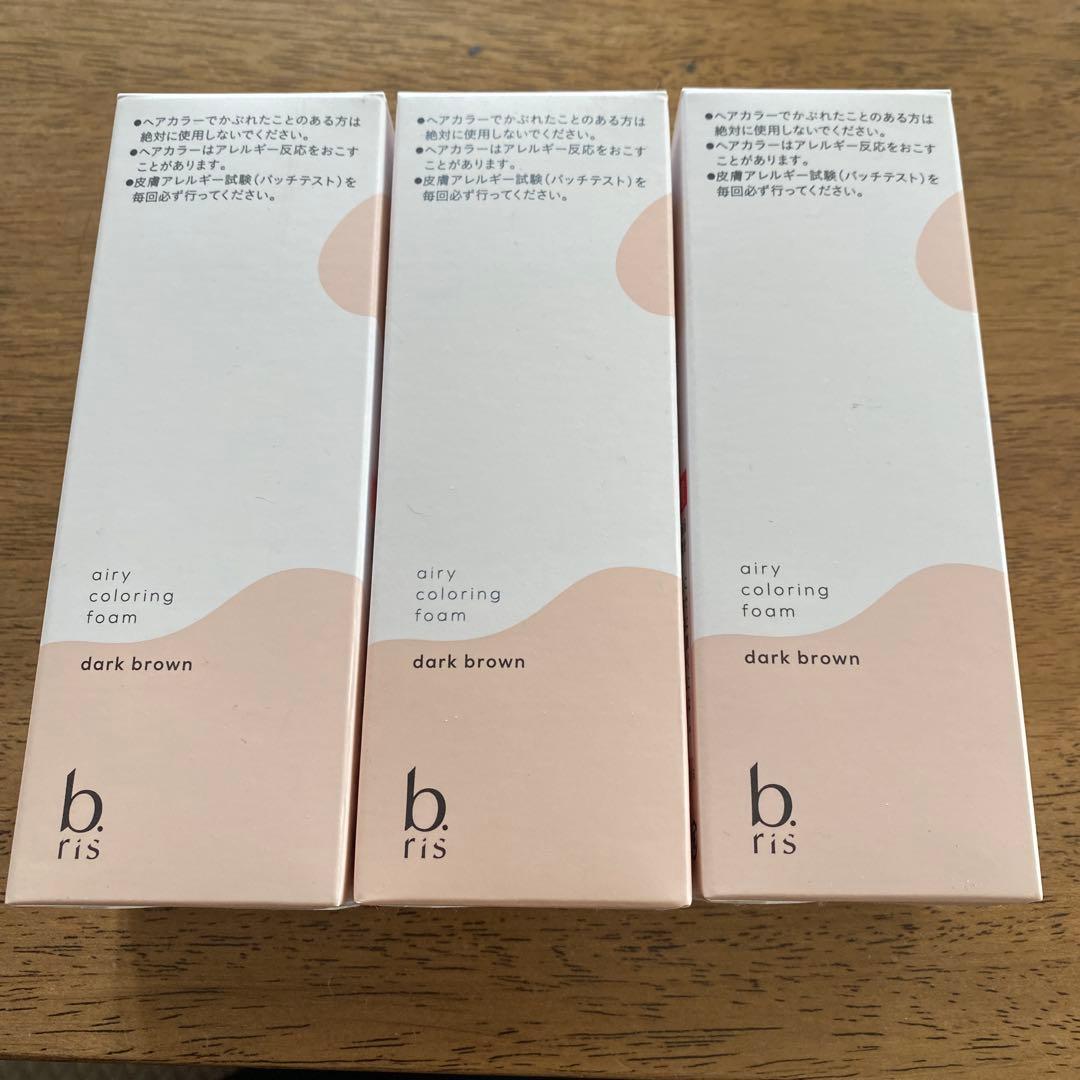 ●ヘアカラーでかぶれたことのある方は
絶対に使用しないでください。
●ヘアカラーはアレルギー反応をおこす
ことがあります。
●皮膚アレルギー試験(パッチテスト)を
毎回必ず行ってください。
airy
coloring
foam
dark brown
b.
ris
●ヘアカラーでかぶれたことのある方は
絶対に使用しないでください。
●ヘアカラーはアレルギー反応をおこす
ことがあります。
●皮膚アレルギー試験(パッチテスト)を
毎回必ず行ってください。
airy
coloring
foam
dark brown
b.
ris
●ヘアカラーでかぶれたことのある方は
絶対に使用しないでください。
●ヘアカラーはアレルギー反応をおこす
ことがあります。
●皮膚アレルギー試験(パッチテスト)を
毎回必ず行ってください。
airy
coloring
foam
dark brown
b.
ris